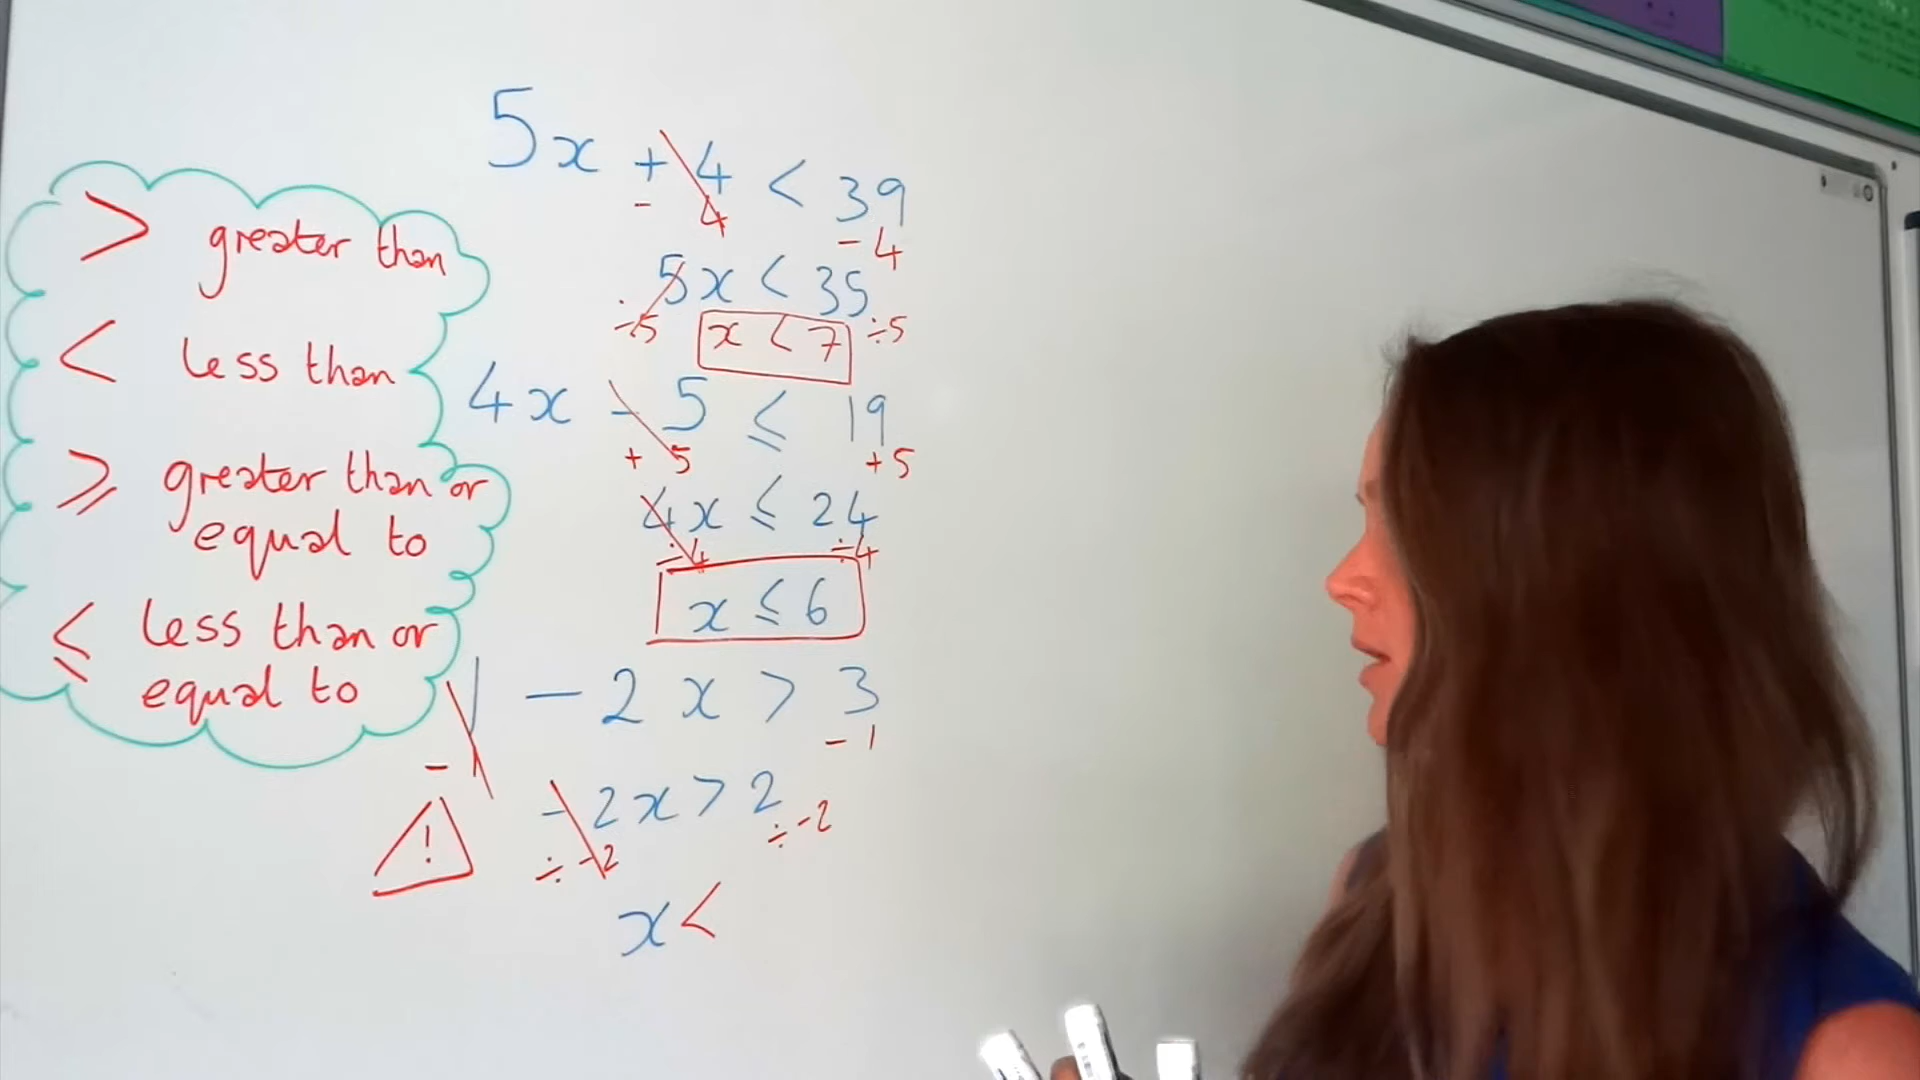 > greater than
< less than
⩾ greater than or
equal to
⩽ less than or
equal to
5x + 4 < 39
- 4 - 4
5x < 35
÷5 ÷5
x < 7
4x - 5 ⩽ 19
+ 5 + 5
4x ⩽ 24
÷4 ÷4
x ⩽ 6
1 - 2x > 3
- 1 - 1
- 2x > 2
÷ -2 ÷ -2
!
x <